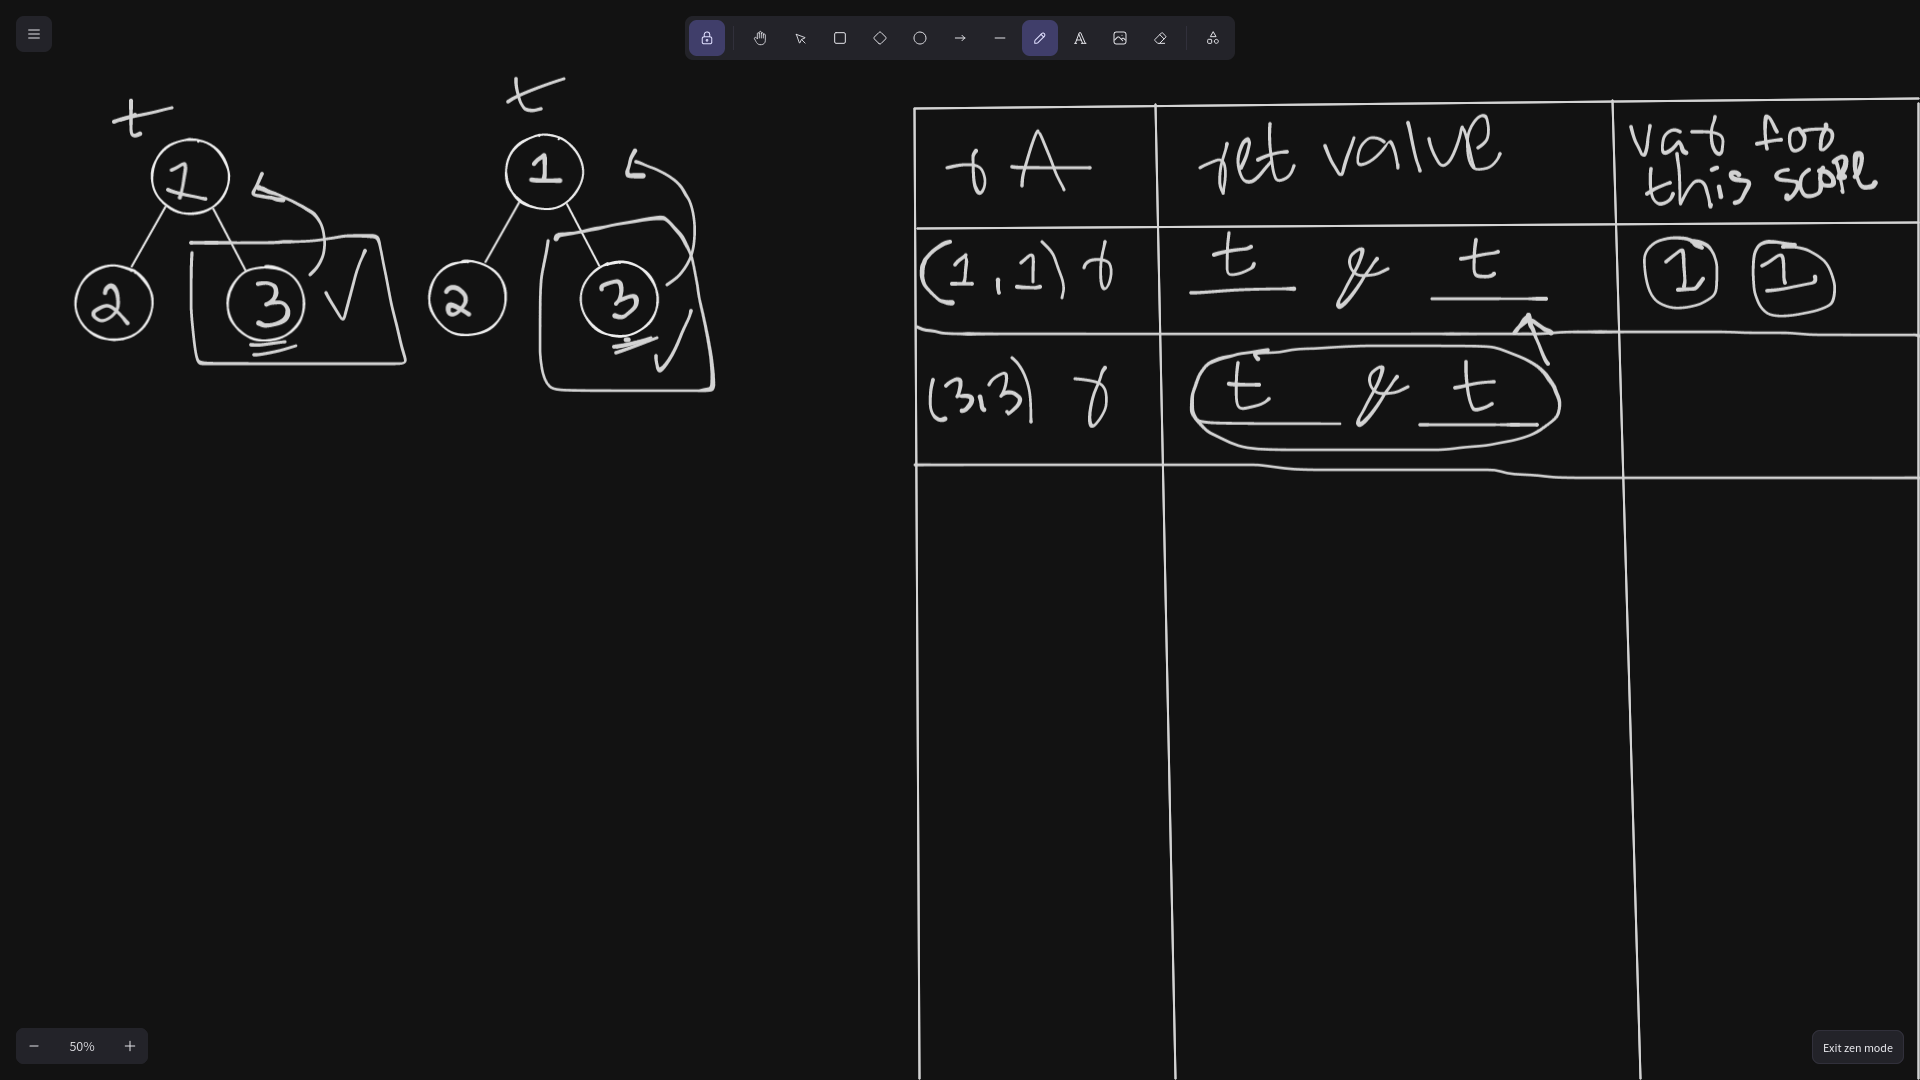 t t
1 1
2 3 2 3
r A ret value var for this scope
(1,1) r t & t 1 1
(3,3) r t & t
50%
Exit zen mode